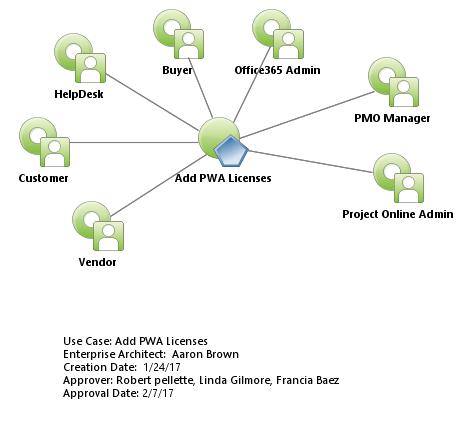 Buyer
Office365 Admin
HelpDesk
PMO Manager
Customer
Add PWA Licenses
Project Online Admin
Vendor
Use Case: Add PWA Licenses
Enterprise Architect:  Aaron Brown
Creation Date:  1/24/17
Approver: Robert pellette, Linda Gilmore, Francia Baez
Approval Date: 2/7/17